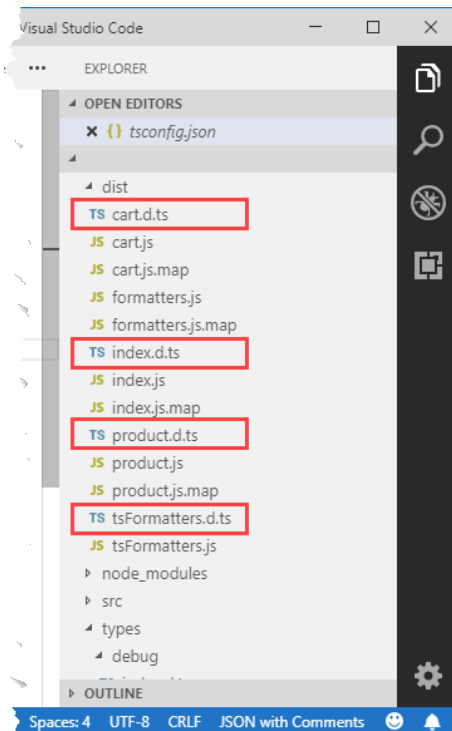 Visual Studio Code
EXPLORER
OPEN EDITORS
{} tsconfig.json
dist
TS cart.d.ts
JS cart.js
JS cart.js.map
JS formatters.js
JS formatters.js.map
TS index.d.ts
JS index.js
JS index.js.map
TS product.d.ts
JS product.js
JS product.js.map
TS tsFormatters.d.ts
JS tsFormatters.js
node_modules
src
types
debug
OUTLINE
Spaces: 4 UTF-8 CRLF JSON with Comments